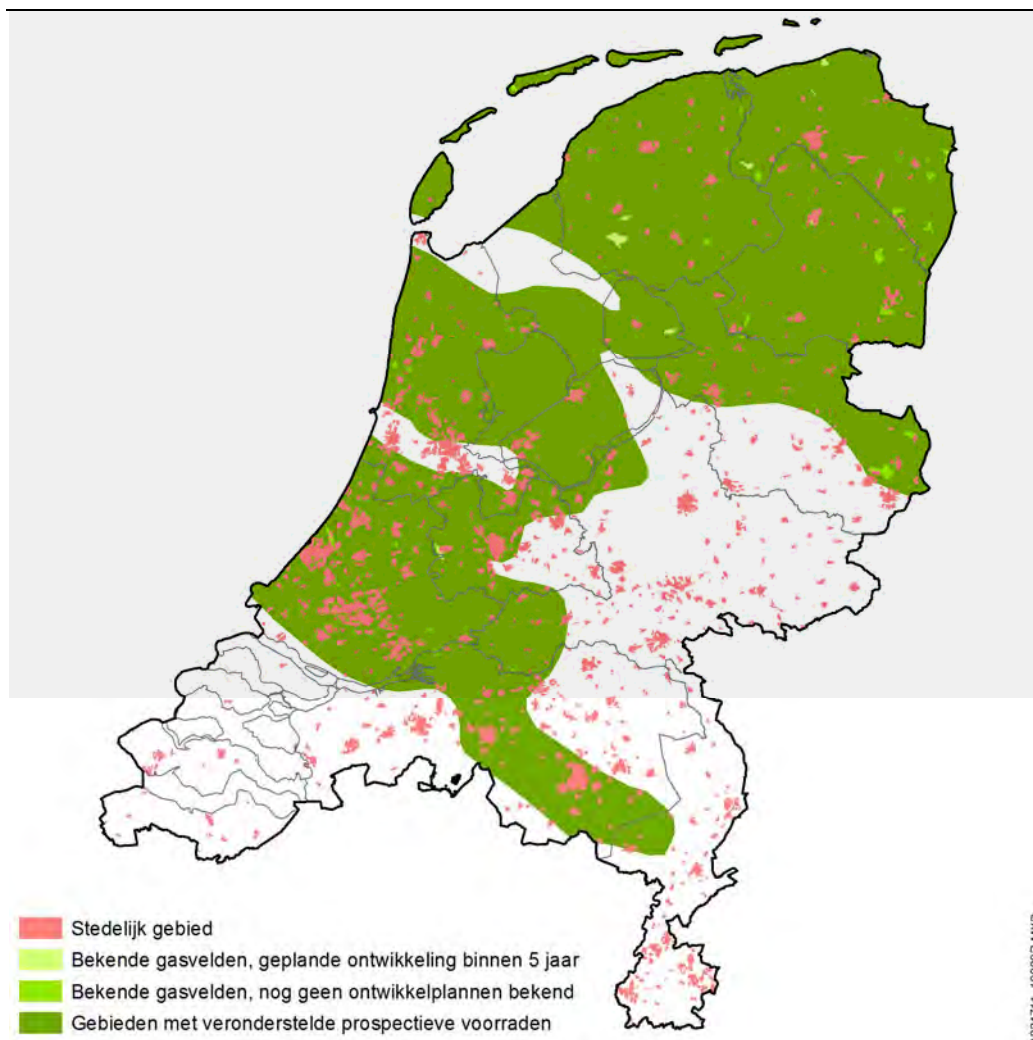 Stedelijk gebied
Bekende gasvelden, geplande ontwikkeling binnen 5 jaar
Bekende gasvelden, nog geen ontwikkelplannen bekend
Gebieden met veronderstelde prospectieve voorraden